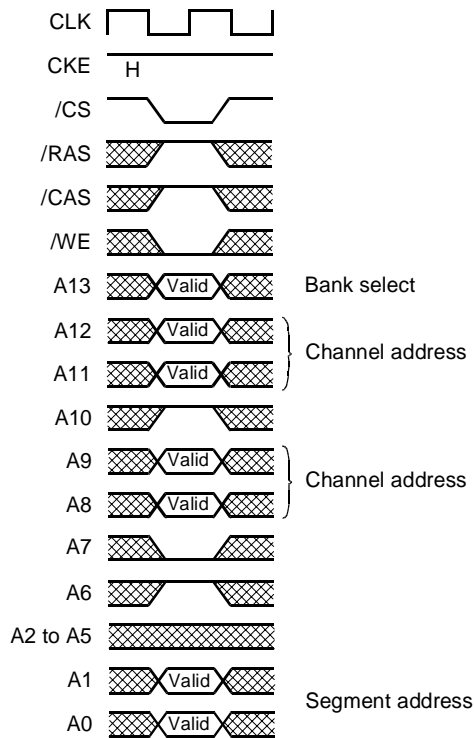 CLK
CKE H
/CS
/RAS
/CAS
/WE
A13 Valid Bank select
A12 Valid
Channel address
A11 Valid
A10
A9 Valid
Channel address
A8 Valid
A7
A6
A2 to A5
A1 Valid
Segment address
A0 Valid